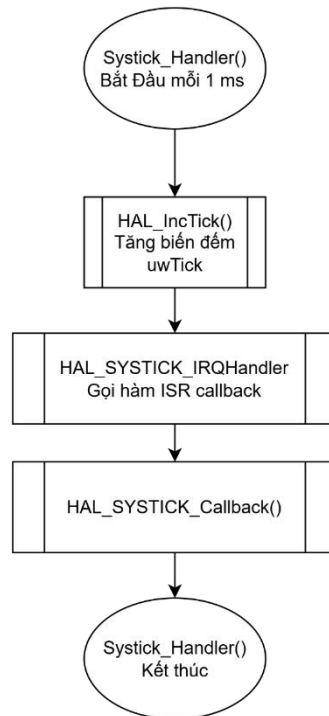 Systick_Handler()
Bắt Đầu mỗi 1 ms
HAL_IncTick()
Tăng biến đếm
uwTick
HAL_SYSTICK_IRQHandler
Gọi hàm ISR callback
HAL_SYSTICK_Callback()
Systick_Handler()
Kết thúc